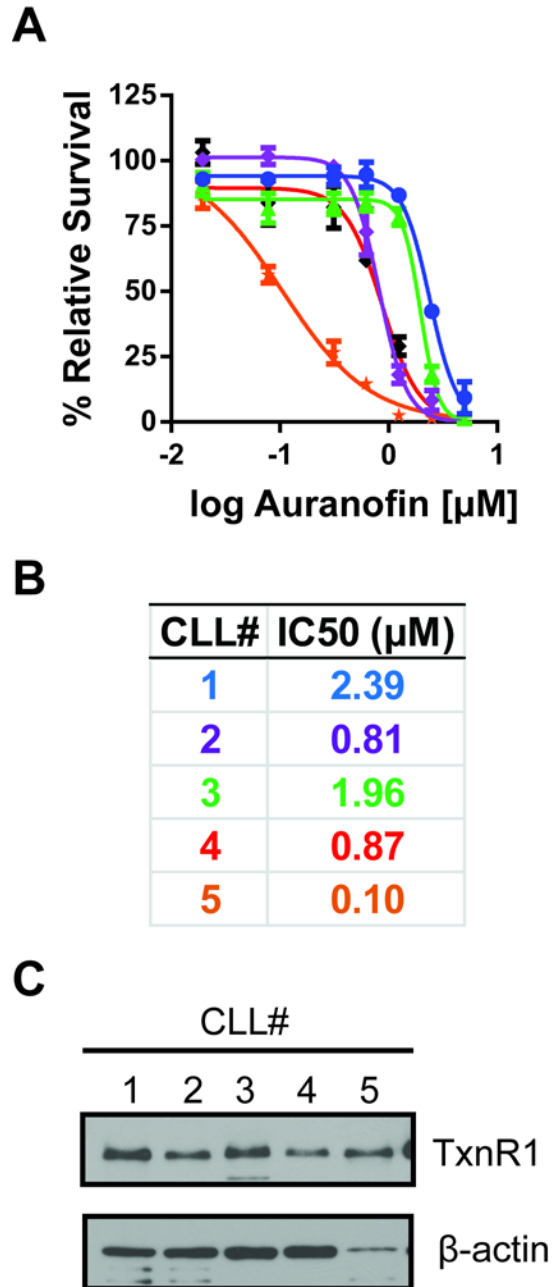 A
125
100
75
50
25
0
% Relative Survival
-2 -1 0 1
log Auranofin [µM]
B
CLL# IC50 (µM)
1 2.39
2 0.81
3 1.96
4 0.87
5 0.10
C
CLL#
1 2 3 4 5
TxnR1
β-actin